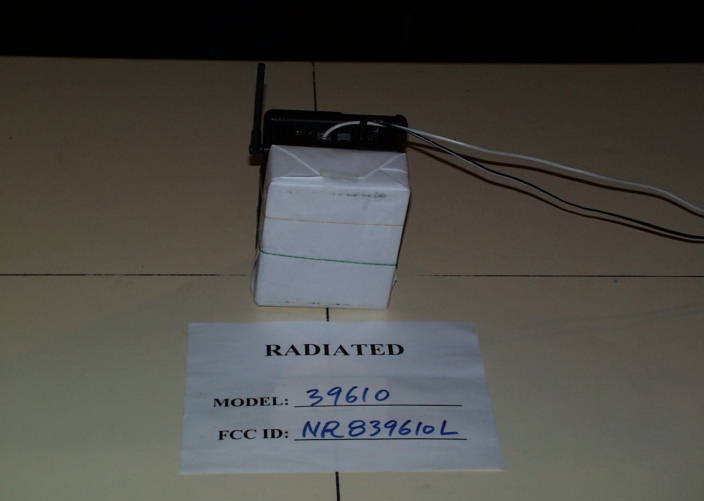 RADIATED
MODEL: 39610
FCC ID: NR839610L